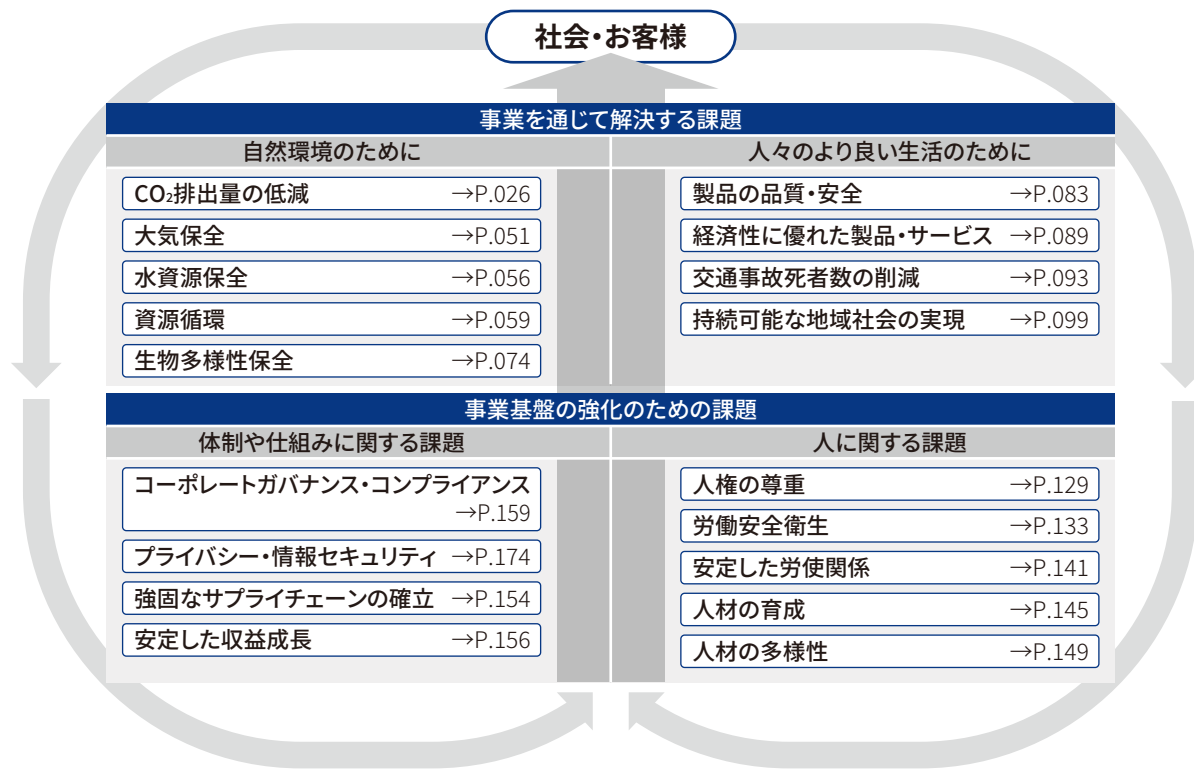 社会・お客様
事業を通じて解決する課題
自然環境のために
CO₂排出量の低減 →P.026
大気保全 →P.051
水資源保全 →P.056
資源循環 →P.059
生物多様性保全 →P.074
人々のより良い生活のために
製品の品質・安全 →P.083
経済性に優れた製品・サービス →P.089
交通事故死者数の削減 →P.093
持続可能な地域社会の実現 →P.099
事業基盤の強化のための課題
体制や仕組みに関する課題
コーポレートガバナンス・コンプライアンス
→P.159
プライバシー・情報セキュリティ →P.174
強固なサプライチェーンの確立 →P.154
安定した収益成長 →P.156
人に関する課題
人権の尊重 →P.129
労働安全衛生 →P.133
安定した労使関係 →P.141
人材の育成 →P.145
人材の多様性 →P.149